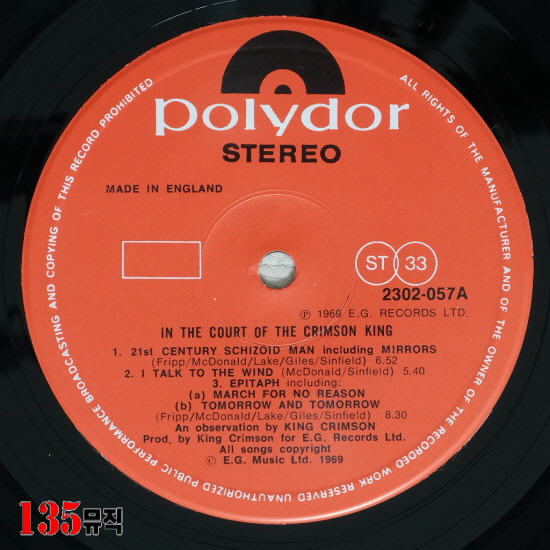 polydor
STEREO
MADE IN ENGLAND
ST 33
2302-057A
℗ 1969 E.G. RECORDS LTD.
IN THE COURT OF THE CRIMSON KING
1. 21st CENTURY SCHIZOID MAN including MIRRORS
(Fripp/McDonald/Lake/Giles/Sinfield) 6.52
2. I TALK TO THE WIND (McDonald/Sinfield) 5.40
3. EPITAPH including:
(a) MARCH FOR NO REASON
(b) TOMORROW AND TOMORROW
(Fripp/McDonald/Lake/Giles/Sinfield) 8.30
An observation by KING CRIMSON
Prod. by King Crimson for E.G. Records Ltd.
All songs copyright
© E.G. Music Ltd. 1969
ALL RIGHTS OF THE MANUFACTURER AND OF THE OWNER OF THE RECORDED WORK RESERVED UNAUTHORIZED PUBLIC PERFORMANCE BROADCASTING AND COPYING OF THIS RECORD PROHIBITED
135뮤직